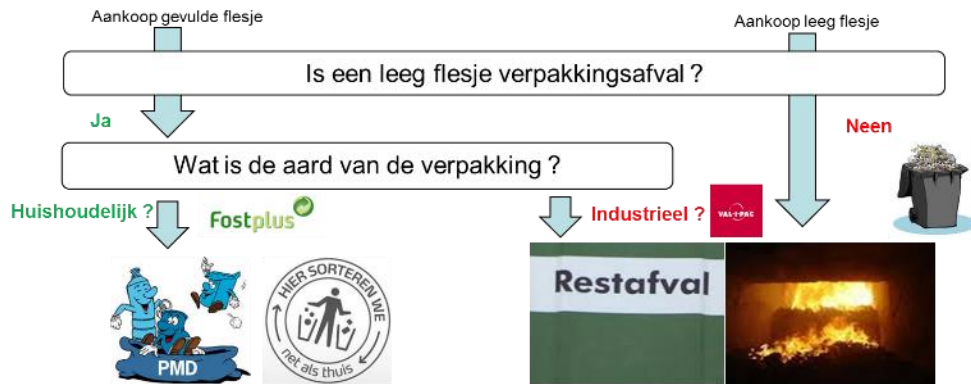 Aankoop gevulde flesje
Aankoop leeg flesje
Is een leeg flesje verpakkingsafval ?
Ja
Neen
Wat is de aard van de verpakking ?
Huishoudelijk ?
Fostplus
Industrieel ?
VAL-I-PAC
PMD
HIER SORTEREN WE
net als thuis
Restafval